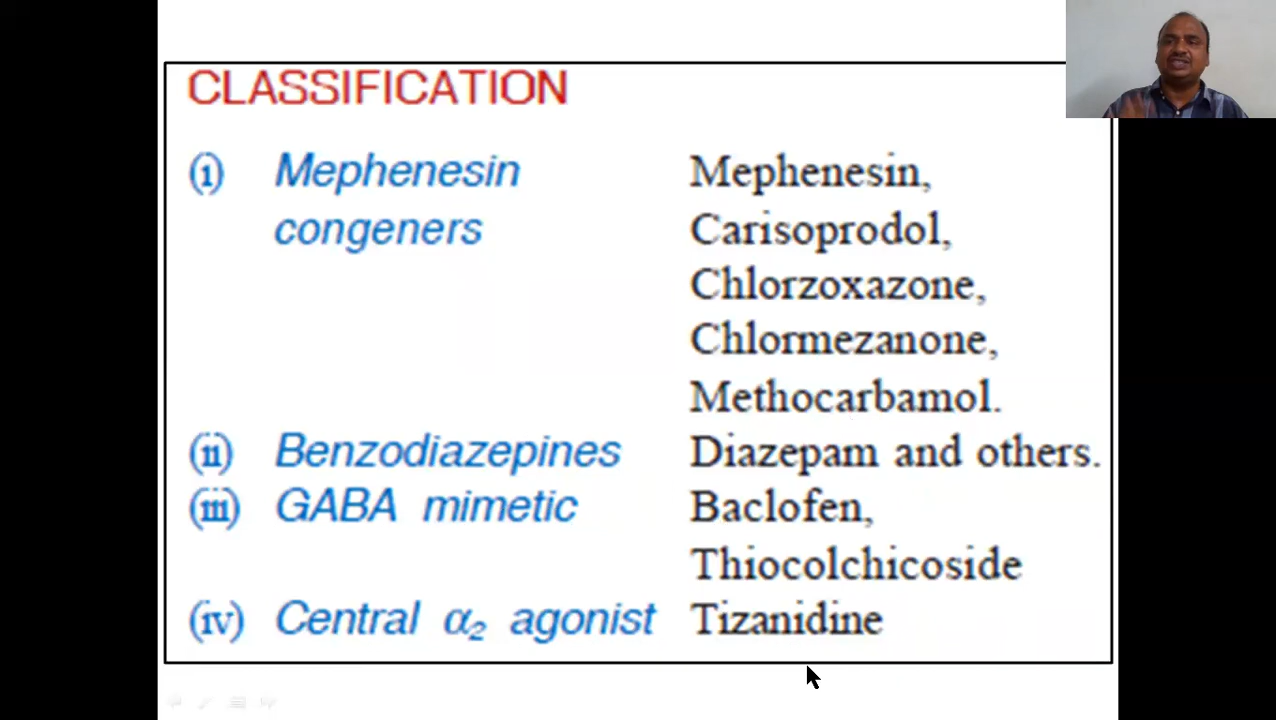 CLASSIFICATION
(i) Mephenesin congeners Mephenesin,
Carisoprodol,
Chlorzoxazone,
Chlormezanone,
Methocarbamol.
(ii) Benzodiazepines Diazepam and others.
(iii) GABA mimetic Baclofen,
Thiocolchicoside
(iv) Central α₂ agonist Tizanidine